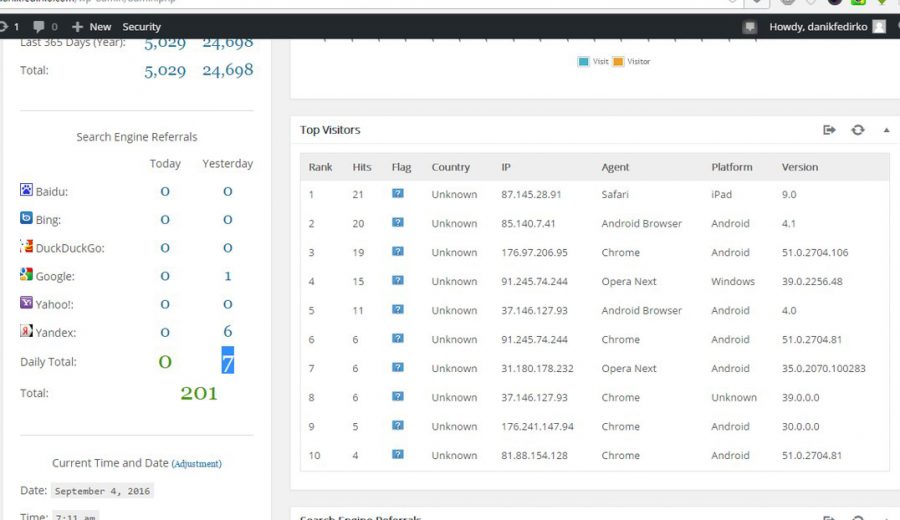 1 0 New Security Howdy, danikfedirko
Last 365 Days (Year): 5,029 24,698
Total: 5,029 24,698
Search Engine Referrals
Today Yesterday
Baidu: 0 0
Bing: 0 0
DuckDuckGo: 0 0
Google: 0 1
Yahoo!: 0 0
Yandex: 0 6
Daily Total: 0 7
Total: 201
Current Time and Date (Adjustment)
Date: September 4, 2016
Time: 7:11 am
Visit Visitor
Top Visitors
Rank Hits Flag Country IP Agent Platform Version
1 21 Unknown 87.145.28.91 Safari iPad 9.0
2 20 Unknown 85.140.7.41 Android Browser Android 4.1
3 19 Unknown 176.97.206.95 Chrome Android 51.0.2704.106
4 15 Unknown 91.245.74.244 Opera Next Windows 39.0.2256.48
5 11 Unknown 37.146.127.93 Android Browser Android 4.0
6 6 Unknown 91.245.74.244 Chrome Android 51.0.2704.81
7 6 Unknown 31.180.178.232 Opera Next Android 35.0.2070.100283
8 6 Unknown 37.146.127.93 Chrome Unknown 39.0.0.0
9 5 Unknown 176.241.147.94 Chrome Android 30.0.0.0
10 4 Unknown 81.88.154.128 Chrome Android 51.0.2704.81
Search Engine Referrals